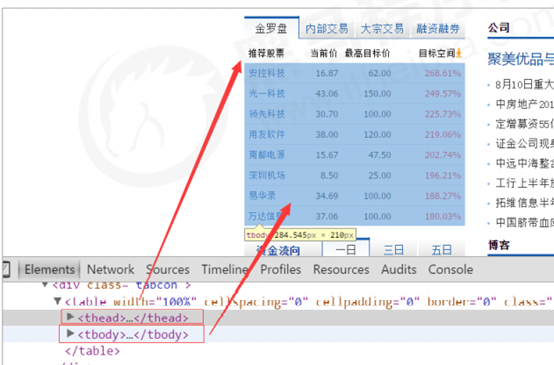 金罗盘 内部交易 大宗交易 融资融券
推荐股票 当前价 最高目标价 目标空间
安控科技 16.87 62.00 268.61%
光一科技 43.06 150.00 249.57%
领先科技 30.70 100.00 225.73%
用友软件 38.00 120.00 219.06%
南都电源 15.67 47.50 202.74%
深圳机场 8.50 25.00 196.21%
易华录 34.69 100.00 188.27%
万达信息 37.06 100.00 180.03%
tbody 284.545px × 210px
资金流向 一日 三日 五日
公司
聚美优品与
8月10日重大
中房地产201
定增募资55亿
证金公司现身
中远中海整合
工行上半年放
拓维信息半年
中国脐带血应
博客
Elements Network Sources Timeline Profiles Resources Audits Console
<div class="tabcon">
<table width="100%" cellspacing="0" cellpadding="0" border="0" class="
<thead>…</thead>
<tbody>…</tbody>
</table>